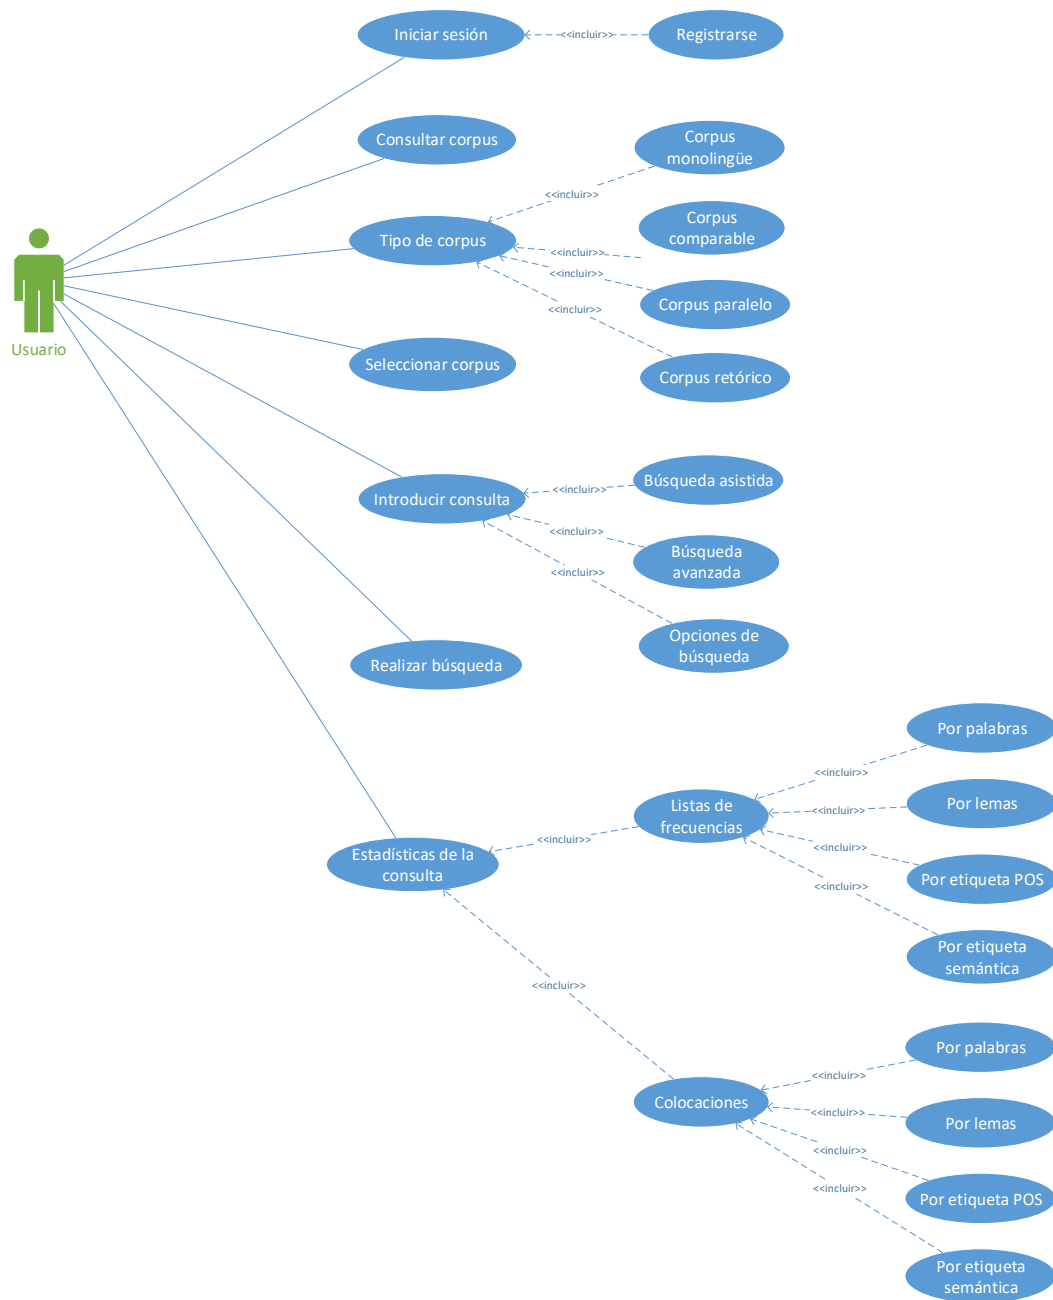 Iniciar sesión
<<incluir>>
Registrarse
Consultar corpus
Corpus
monolingüe
<<incluir>>
Tipo de corpus
Corpus
comparable
<<incluir>>
<<incluir>>
Corpus paralelo
<<incluir>>
Usuario
Seleccionar corpus
Corpus retórico
Introducir consulta
<<incluir>>
Búsqueda asistida
<<incluir>>
Búsqueda
avanzada
<<incluir>>
Opciones de
búsqueda
Realizar búsqueda
Por palabras
<<incluir>>
Listas de
frecuencias
<<incluir>>
Por lemas
<<incluir>>
Estadísticas de la
consulta
<<incluir>>
Por etiqueta POS
<<incluir>>
Por etiqueta
semántica
<<incluir>>
Por palabras
<<incluir>>
Colocaciones
<<incluir>>
Por lemas
<<incluir>>
Por etiqueta POS
<<incluir>>
Por etiqueta
semántica